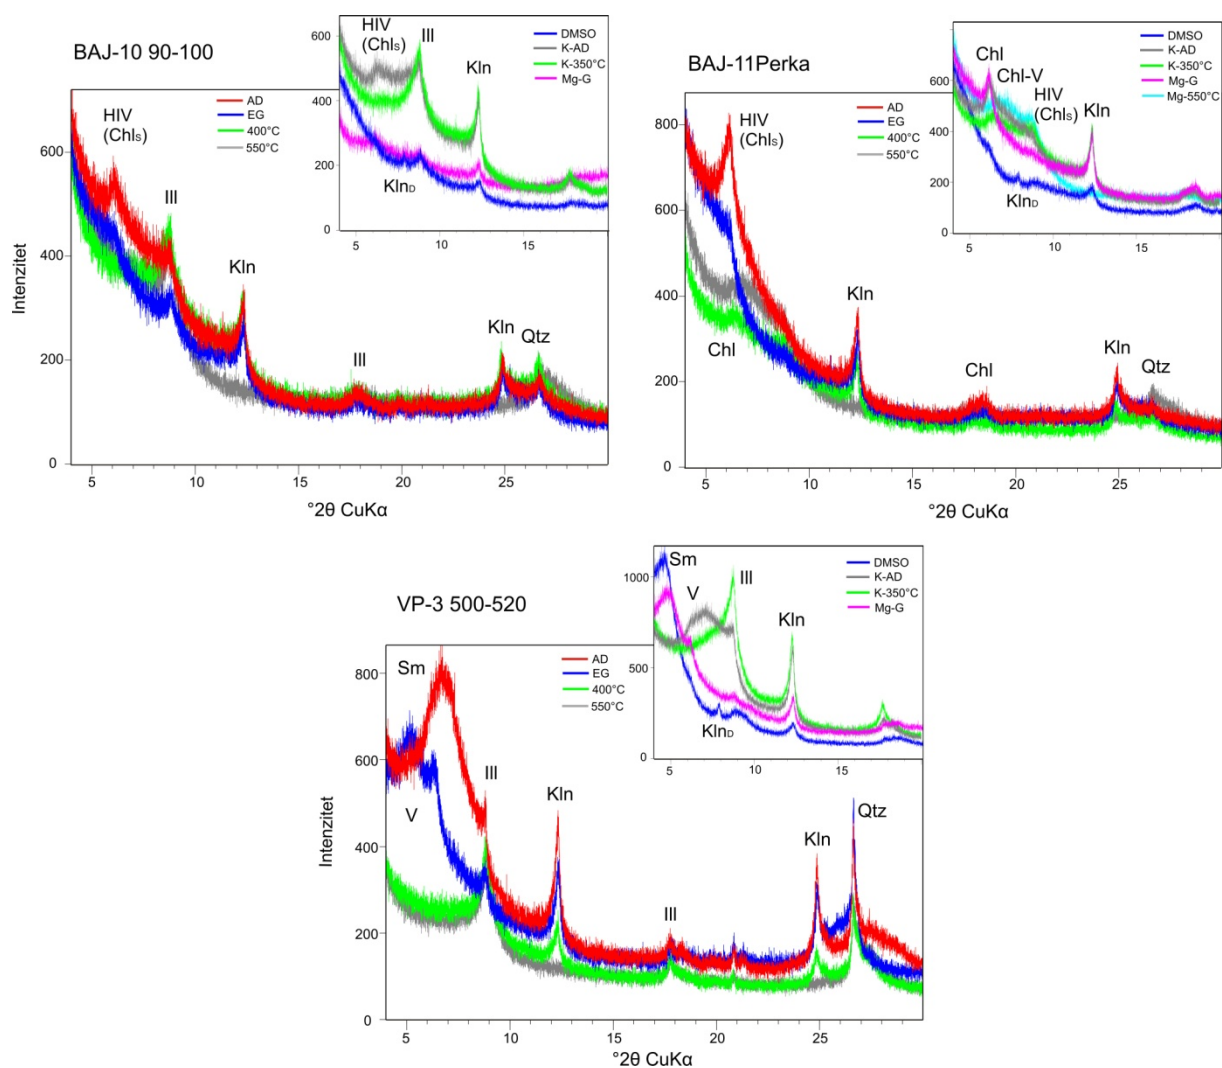 BAJ-10 90-100
600
400
200
0
5
10
15
HIV
(Chls)
Ill
Kln
KlnD
DMSO
K-AD
K-350°C
Mg-G
600
400
200
0
5
10
15
20
25
Intenzitet
°2θ CuKα
HIV
(Chls)
Ill
Kln
Ill
Kln
Qtz
AD
EG
400°C
550°C
BAJ-11Perka
600
400
200
0
5
10
15
Chl
Chl-V
HIV
(Chls)
Kln
KlnD
DMSO
K-AD
K-350°C
Mg-G
Mg-550°C
800
600
400
200
0
5
10
15
20
25
°2θ CuKα
HIV
(Chls)
Chl
Kln
Chl
Kln
Qtz
AD
EG
400°C
550°C
VP-3 500-520
1000
500
0
5
10
15
Sm
V
Ill
Kln
KlnD
DMSO
K-AD
K-350°C
Mg-G
800
600
400
300
200
100
0
5
10
15
20
25
Intenzitet
°2θ CuKα
Sm
V
Ill
Kln
Ill
Kln
Qtz
AD
EG
400°C
550°C